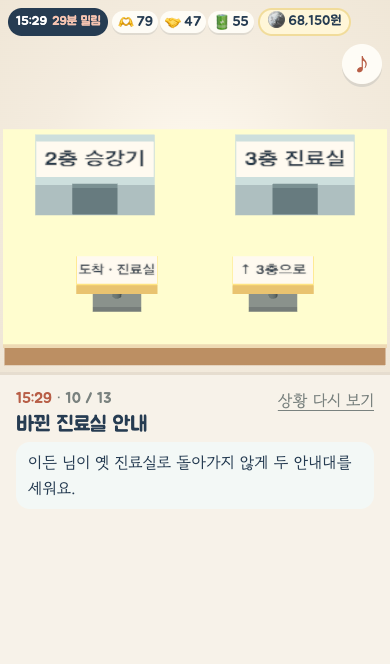 15:29 29분 밀림 79 47 55 68,150원
2층 승강기 3층 진료실
도착 · 진료실 ↑ 3층으로
15:29 · 10 / 13 상황 다시 보기
바뀐 진료실 안내
이든 님이 옛 진료실로 돌아가지 않게 두 안내대를
세워요.